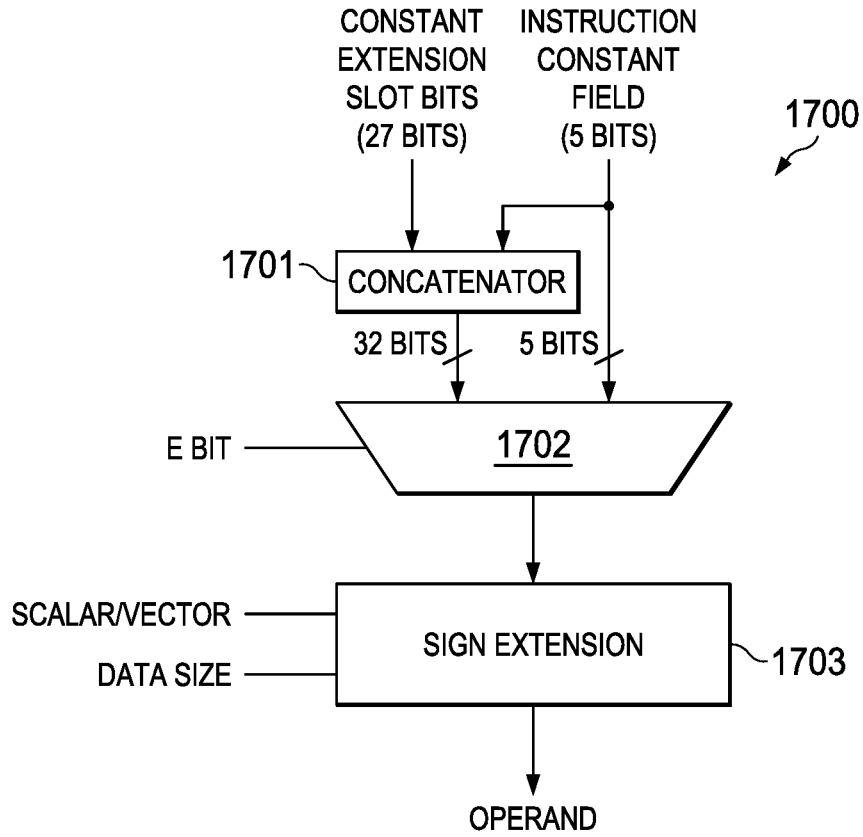 CONSTANT
EXTENSION
SLOT BITS
(27 BITS)
INSTRUCTION
CONSTANT
FIELD
(5 BITS)
1700
1701
CONCATENATOR
32 BITS
5 BITS
E BIT
1702
SCALAR/VECTOR
DATA SIZE
SIGN EXTENSION
1703
OPERAND